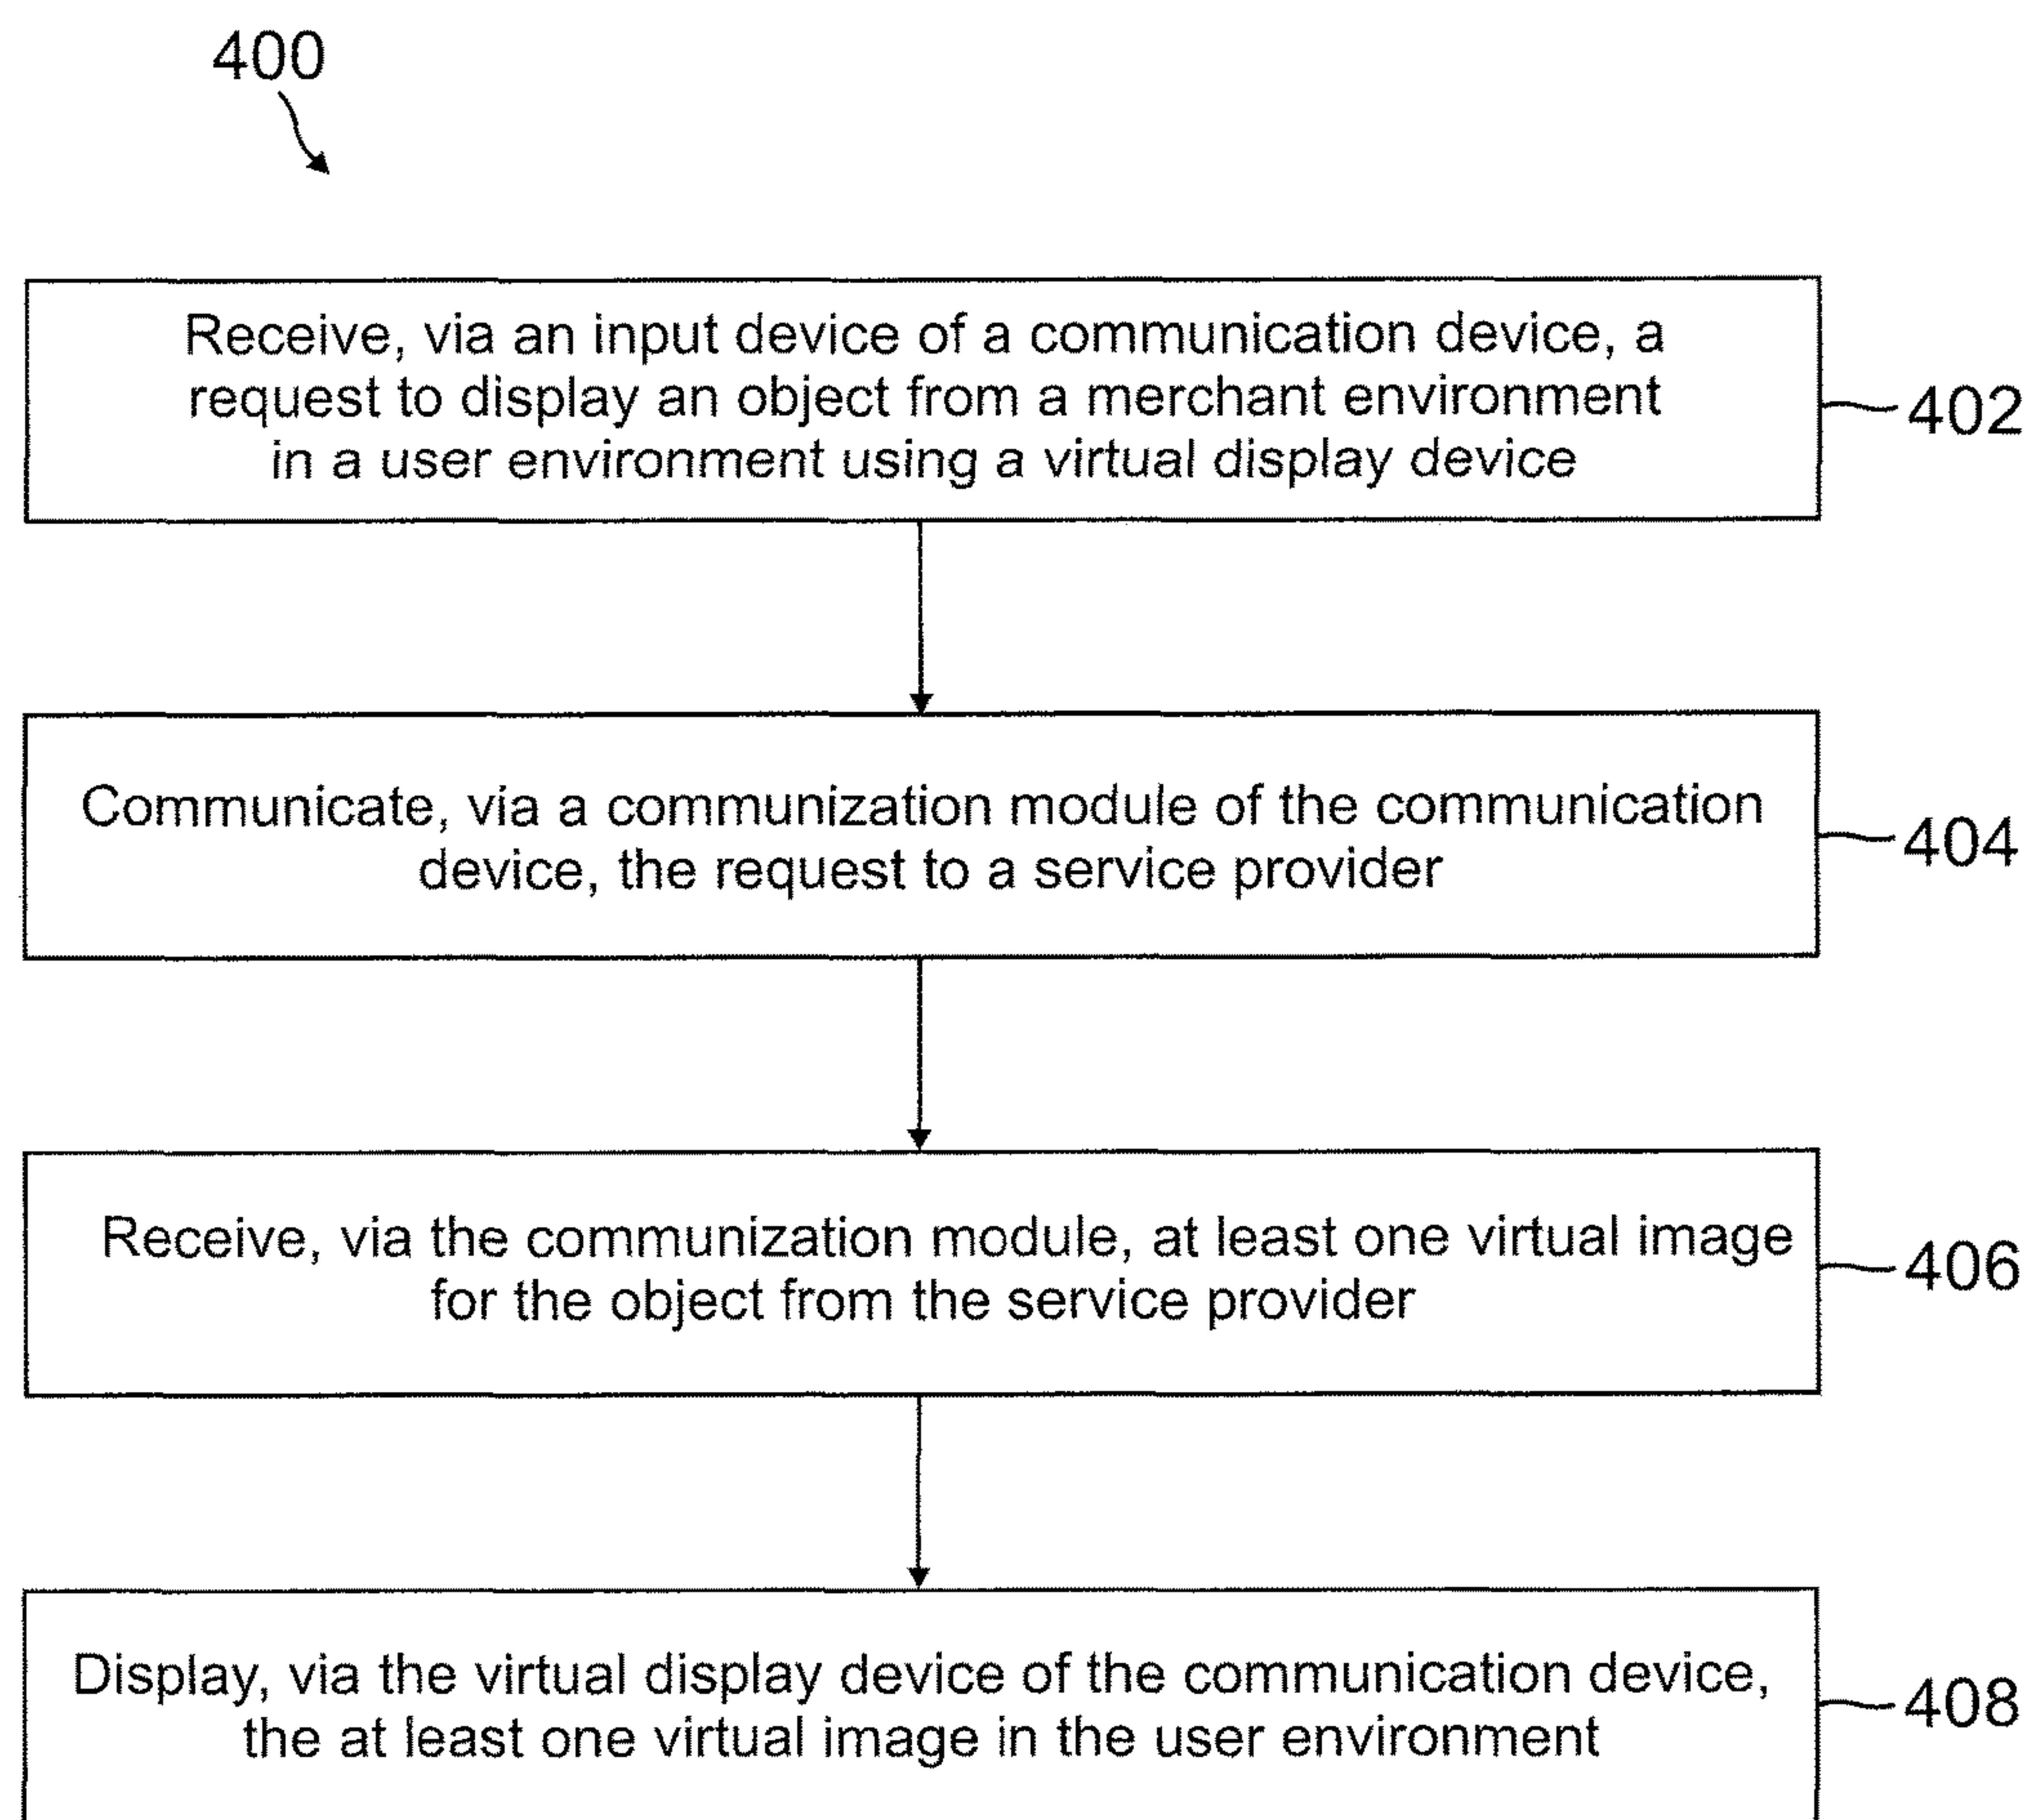 400
Receive, via an input device of a communication device, a
request to display an object from a merchant environment
in a user environment using a virtual display device
402
Communicate, via a communization module of the communication
device, the request to a service provider
404
Receive, via the communization module, at least one virtual image
for the object from the service provider
406
Display, via the virtual display device of the communication device,
the at least one virtual image in the user environment
408